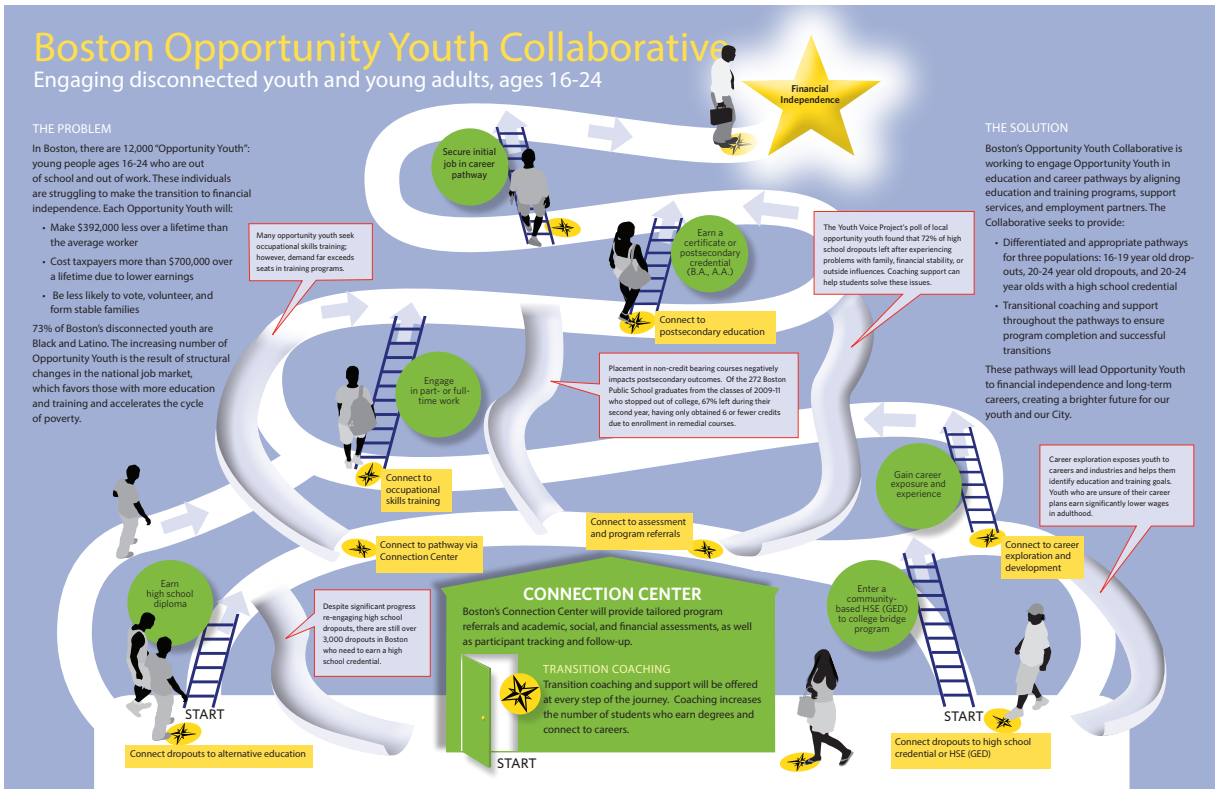 Boston Opportunity Youth Collaborative
Engaging disconnected youth and young adults, ages 16-24
Financial
Independence
THE PROBLEM
In Boston, there are 12,000 “Opportunity Youth”:
young people ages 16-24 who are out
of school and out of work. These individuals
are struggling to make the transition to financial
independence. Each Opportunity Youth will:
• Make $392,000 less over a lifetime than
the average worker
• Cost taxpayers more than $700,000 over
a lifetime due to lower earnings
• Be less likely to vote, volunteer, and
form stable families
73% of Boston’s disconnected youth are
Black and Latino. The increasing number of
Opportunity Youth is the result of structural
changes in the national job market,
which favors those with more education
and training and accelerates the cycle
of poverty.
THE SOLUTION
Boston’s Opportunity Youth Collaborative is
working to engage Opportunity Youth in
education and career pathways by aligning
education and training programs, support
services, and employment partners. The
Collaborative seeks to provide:
• Differentiated and appropriate pathways
for three populations: 16-19 year old drop-
outs, 20-24 year old dropouts, and 20-24
year olds with a high school credential
• Transitional coaching and support
throughout the pathways to ensure
program completion and successful
transitions
These pathways will lead Opportunity Youth
to financial independence and long-term
careers, creating a brighter future for our
youth and our City.
Secure initial
job in career
pathway
Many opportunity youth seek
occupational skills training;
however, demand far exceeds
seats in training programs.
Earn a
certificate or
postsecondary
credential
(B.A., A.A.)
The Youth Voice Project’s poll of local
opportunity youth found that 72% of high
school dropouts left after experiencing
problems with family, financial stability, or
outside influences. Coaching support can
help students solve these issues.
Connect to
postsecondary education
Engage
in part- or full-
time work
Placement in non-credit bearing courses negatively
impacts postsecondary outcomes. Of the 272 Boston
Public School graduates from the classes of 2009-11
who stopped out of college, 67% left during their
second year, having only obtained 6 or fewer credits
due to enrollment in remedial courses.
Connect to
occupational
skills training
Gain career
exposure and
experience
Career exploration exposes youth to
careers and industries and helps them
identify education and training goals.
Youth who are unsure of their career
plans earn significantly lower wages
in adulthood.
Connect to assessment
and program referrals
Connect to pathway via
Connection Center
Connect to career
exploration and
development
Earn
high school
diploma
Despite significant progress
re-engaging high school
dropouts, there are still over
3,000 dropouts in Boston
who need to earn a high
school credential.
CONNECTION CENTER
Boston’s Connection Center will provide tailored program
referrals and academic, social, and financial assessments, as well
as participant tracking and follow-up.
TRANSITION COACHING
Transition coaching and support will be offered
at every step of the journey. Coaching increases
the number of students who earn degrees and
connect to careers.
Enter a
community-
based HSE (GED)
to college bridge
program
START
START
START
Connect dropouts to alternative education
Connect dropouts to high school
credential or HSE (GED)